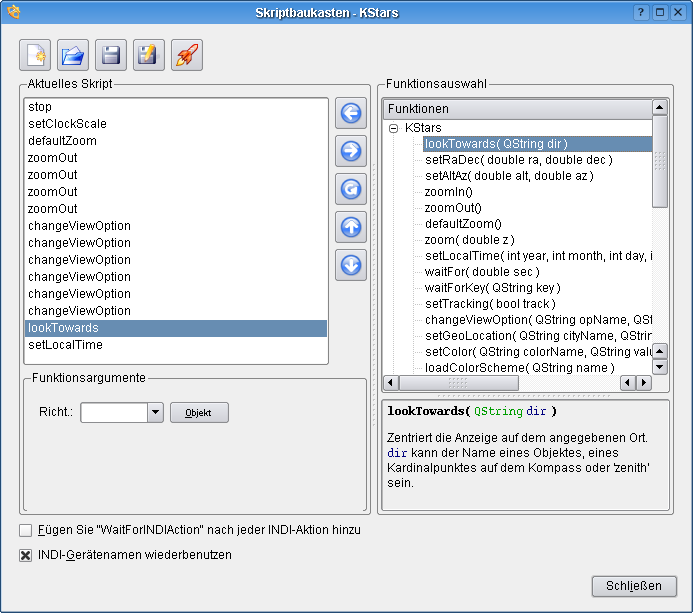 Skriptbaukasten - KStars
Aktuelles Skript
stop
setClockScale
defaultZoom
zoomOut
zoomOut
zoomOut
zoomOut
changeViewOption
changeViewOption
changeViewOption
changeViewOption
changeViewOption
changeViewOption
lookTowards
setLocalTime
Funktionsauswahl
Funktionen
KStars
lookTowards( QString dir )
setRaDec( double ra, double dec )
setAltAz( double alt, double az )
zoomIn()
zoomOut()
defaultZoom()
zoom( double z )
setLocalTime( int year, int month, int day, i
waitFor( double sec )
waitForKey( QString key )
setTracking( bool track )
changeViewOption( QString opName, QSt
setGeoLocation( QString cityName, QString
setColor( QString colorName, QString valu
loadColorScheme( QString name )
Funktionsargumente
Richt.:
Objekt
lookTowards( QString dir )
Zentriert die Anzeige auf dem angegebenen Ort.
dir kann der Name eines Objektes, eines
Kardinalpunktes auf dem Kompass oder 'zenith'
sein.
Fügen Sie "WaitForINDIAction" nach jeder INDI-Aktion hinzu
INDI-Gerätenamen wiederbenutzen
Schließen